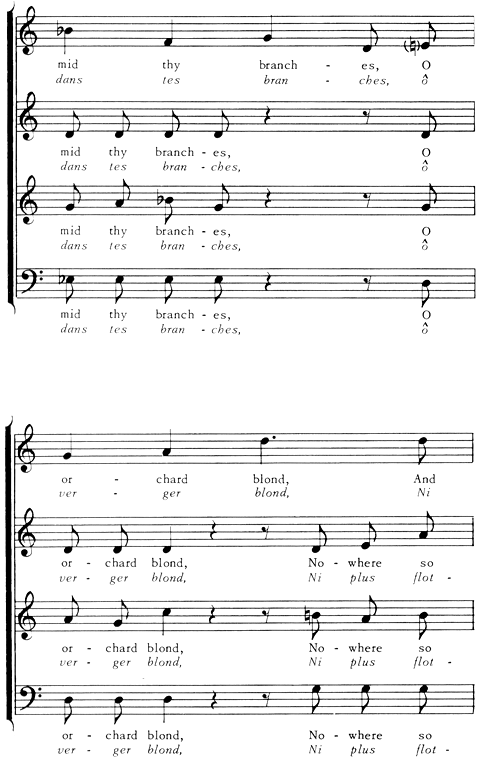 mid thy branch - es, O
dans tes bran - ches, ô
mid thy branch - es, O
dans tes bran - ches, ô
mid thy branch - es, O
dans tes bran - ches, ô
mid thy branch - es, O
dans tes bran - ches, ô
or - chard blond, And
ver - ger blond, Ni
or - chard blond, No - where so
ver - ger blond, Ni plus flot -
or - chard blond, No - where so
ver - ger blond, Ni plus flot -
or - chard blond, No - where so
ver - ger blond, Ni plus flot -